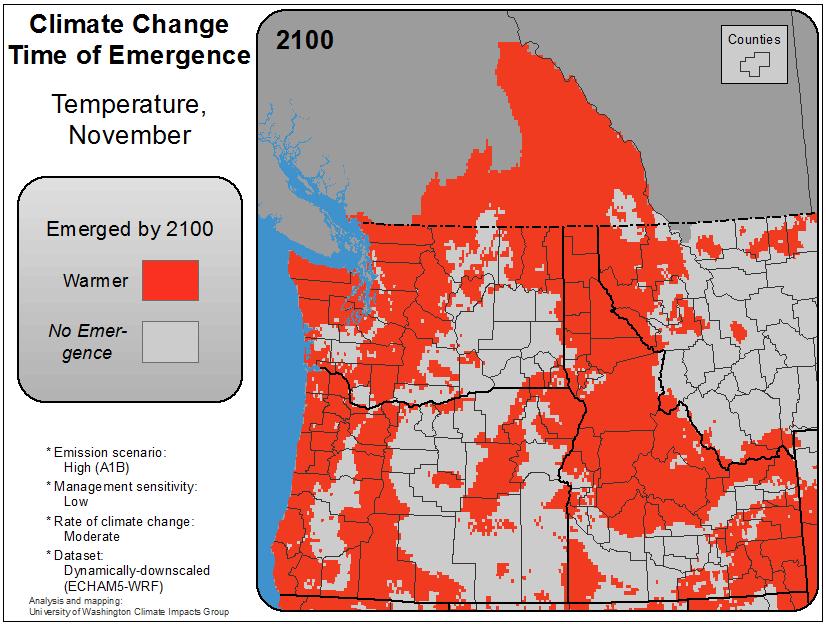 Climate Change
Time of Emergence
Temperature,
November
Emerged by 2100
Warmer
No Emer-
gence
* Emission scenario:
High (A1B)
* Management sensitivity:
Low
* Rate of climate change:
Moderate
* Dataset:
Dynamically-downscaled
(ECHAM5-WRF)
Analysis and mapping:
University of Washington Climate Impacts Group
2100
Counties